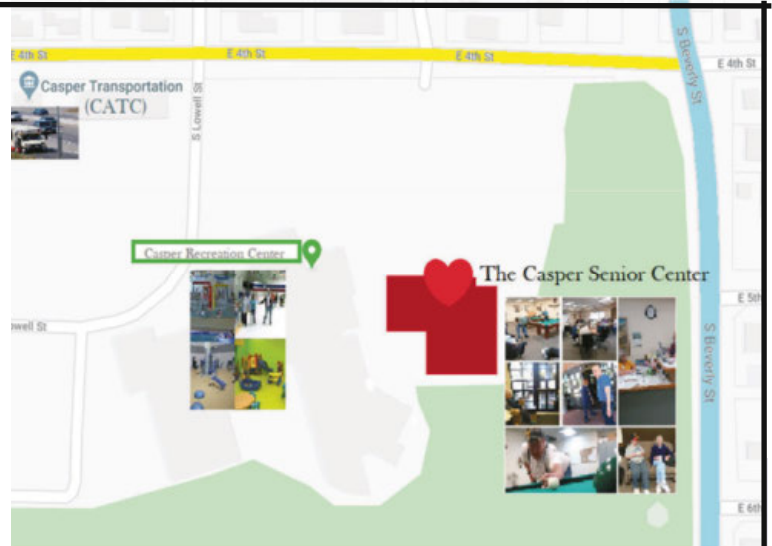 E 4th St
E 4th St
E 4th St
E 4th St
S Beverly St
Casper Transportation
(CATC)
S Lowell St
Casper Recreation Center
The Casper Senior Center
E 5th
well St
S Beverly St
E 6th